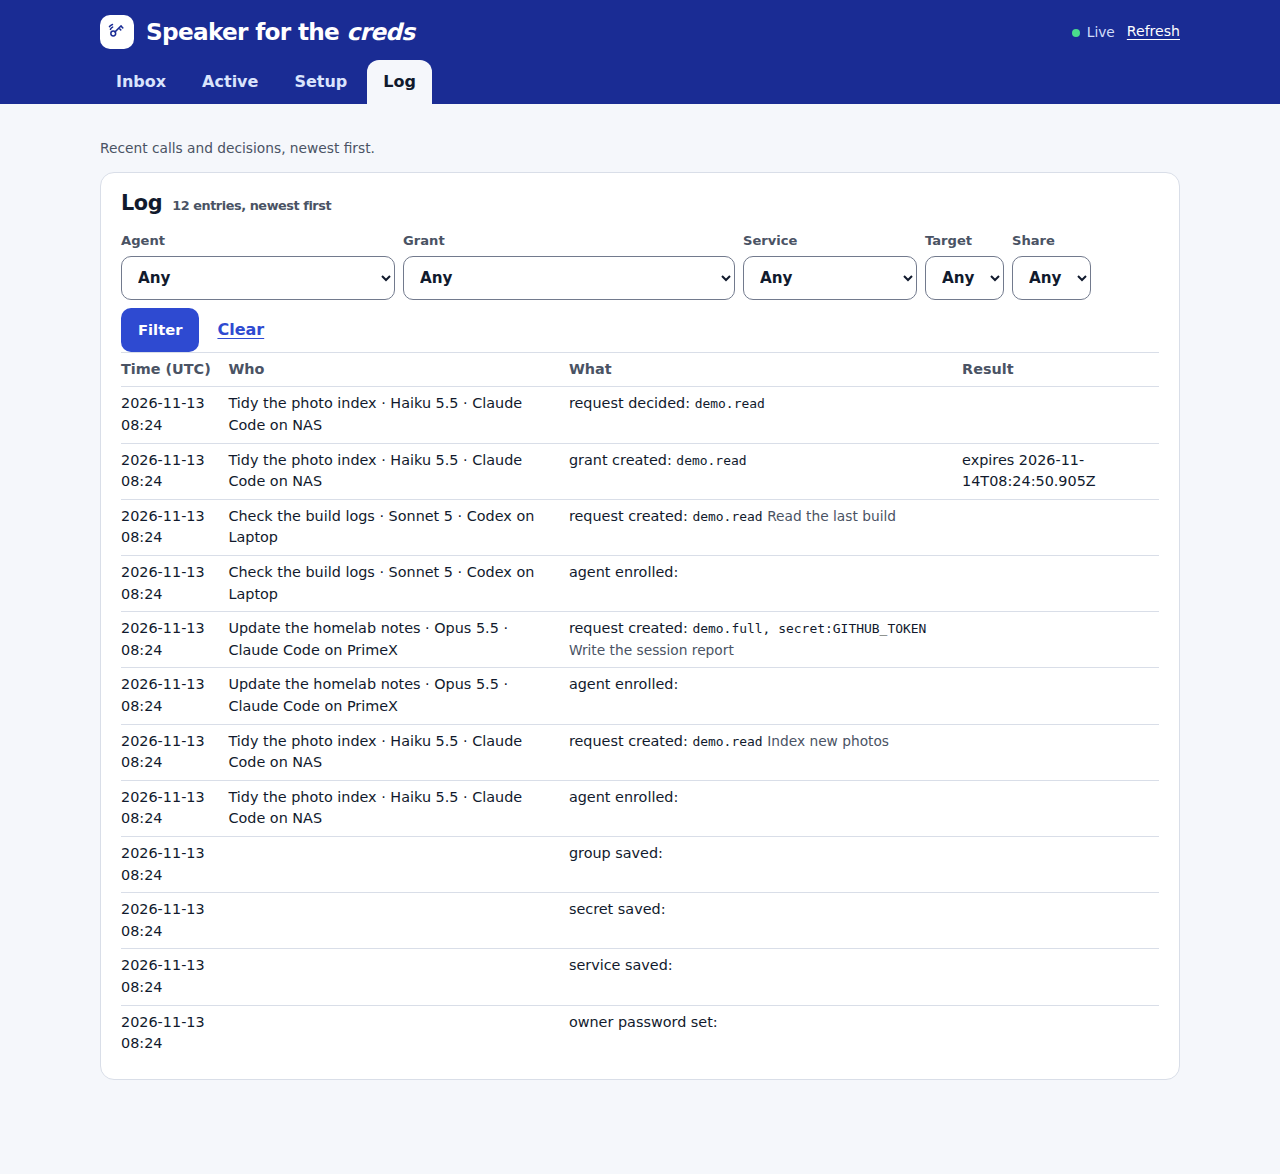 Speaker for the creds
Live Refresh
Inbox Active Setup Log
Recent calls and decisions, newest first.
Log 12 entries, newest first
Agent Grant Service Target Share
Any Any Any Any Any
Filter Clear
Time (UTC) Who What Result
2026-11-13 Tidy the photo index · Haiku 5.5 · Claude request decided: demo.read
08:24 Code on NAS
2026-11-13 Tidy the photo index · Haiku 5.5 · Claude grant created: demo.read expires 2026-11-
08:24 Code on NAS 14T08:24:50.905Z
2026-11-13 Check the build logs · Sonnet 5 · Codex on request created: demo.read Read the last build
08:24 Laptop
2026-11-13 Check the build logs · Sonnet 5 · Codex on agent enrolled:
08:24 Laptop
2026-11-13 Update the homelab notes · Opus 5.5 · request created: demo.full, secret:GITHUB_TOKEN
08:24 Claude Code on PrimeX Write the session report
2026-11-13 Update the homelab notes · Opus 5.5 · agent enrolled:
08:24 Claude Code on PrimeX
2026-11-13 Tidy the photo index · Haiku 5.5 · Claude request created: demo.read Index new photos
08:24 Code on NAS
2026-11-13 Tidy the photo index · Haiku 5.5 · Claude agent enrolled:
08:24 Code on NAS
2026-11-13 group saved:
08:24
2026-11-13 secret saved:
08:24
2026-11-13 service saved:
08:24
2026-11-13 owner password set:
08:24